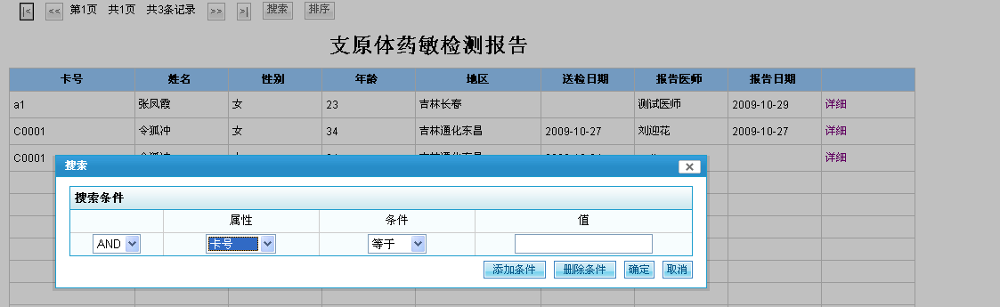 |< << 第1页 共1页 共3条记录 >> >| 搜索 排序
支原体药敏检测报告
卡号 姓名 性别 年龄 地区 送检日期 报告医师 报告日期
a1 张凤霞 女 23 吉林长春 测试医师 2009-10-29 详细
C0001 令狐冲 女 34 吉林通化东昌 2009-10-27 刘迎花 2009-10-27 详细
C0001 详细
搜索
搜索条件
属性 条件 值
AND 卡号 等于
添加条件 删除条件 确定 取消